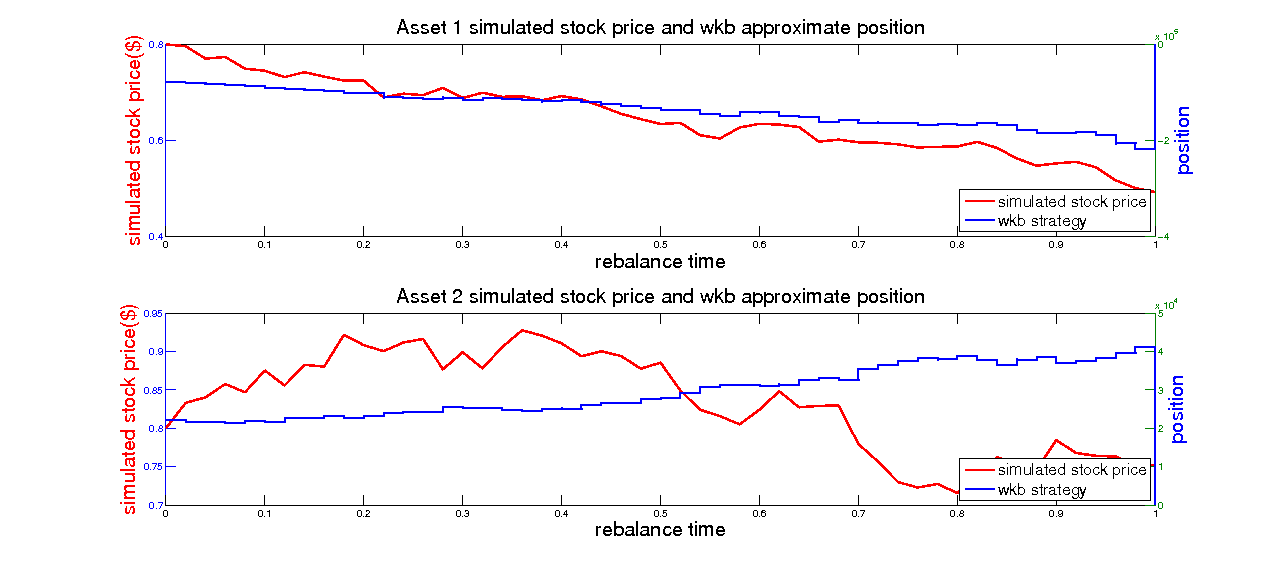 Asset 1 simulated stock price and wkb approximate position
x 10^5
simulated stock price($)
0.8
0.6
0.4
0
-2
-4
position
simulated stock price
wkb strategy
0 0.1 0.2 0.3 0.4 0.5 0.6 0.7 0.8 0.9 1
rebalance time
Asset 2 simulated stock price and wkb approximate position
x 10^4
simulated stock price($)
0.95
0.9
0.85
0.8
0.75
0.7
5
4
3
2
1
0
position
simulated stock price
wkb strategy
0 0.1 0.2 0.3 0.4 0.5 0.6 0.7 0.8 0.9 1
rebalance time